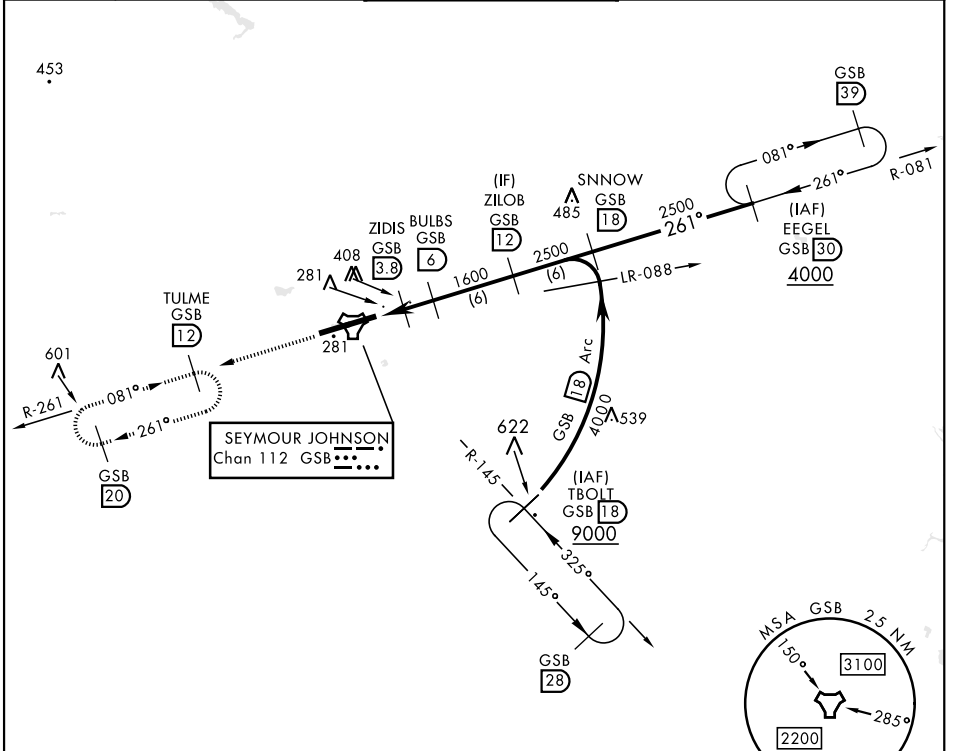 453
GSB
39
081°
261°
R-081
(IAF)
EEGEL
GSB 30
4000
SNNOW
GSB
18
485
2500
261°
(IF)
ZILOB
GSB
12
2500
(6)
BULBS
GSB
6
1600
(6)
ZIDIS
GSB
3.8
408
281
281
LR-088
TULME
GSB
12
601
R-261
081°
261°
GSB
20
SEYMOUR JOHNSON
Chan 112 GSB
GSB 18 Arc
4000
539
622
R-145
(IAF)
TBOLT
GSB 18
9000
325°
145°
GSB
28
MSA GSB 25 NM
150°
3100
285°
2200